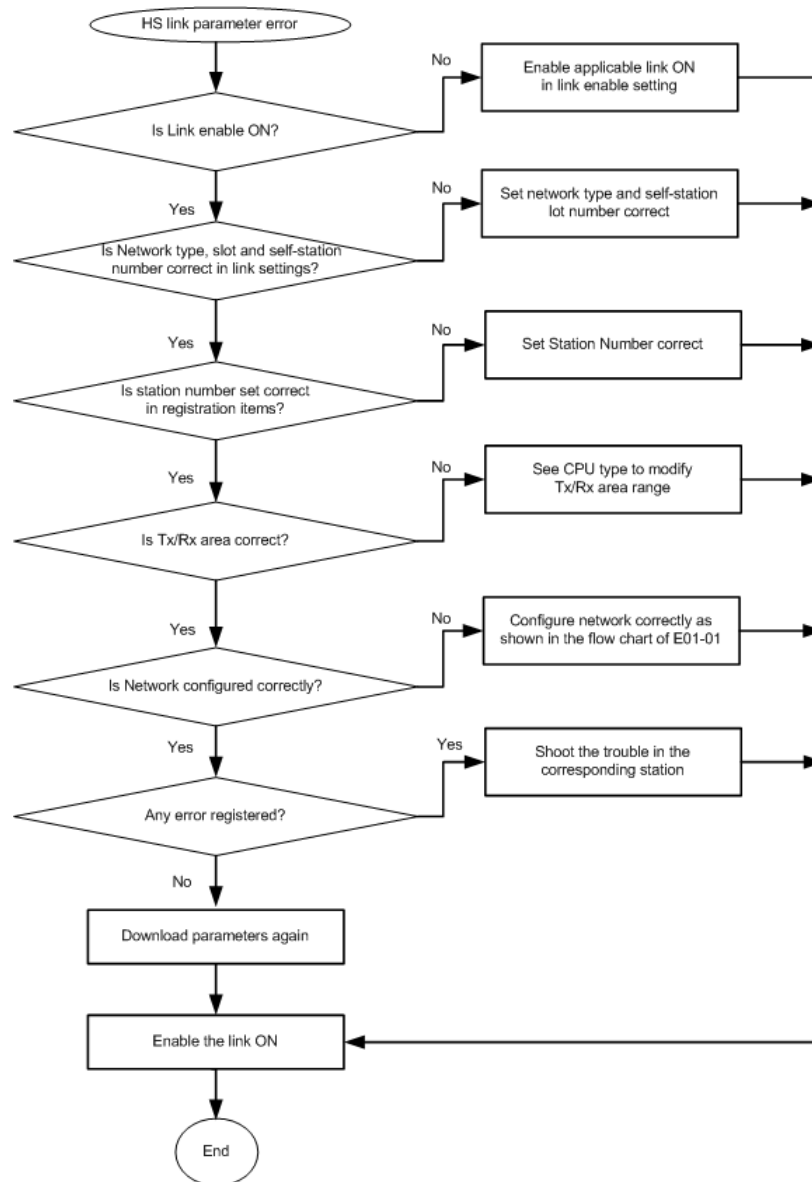 HS link parameter error
No
Enable applicable link ON
in link enable setting
Is Link enable ON?
Yes
No
Set network type and self-station
lot number correct
Is Network type, slot and self-station
number correct in link settings?
Yes
No
Set Station Number correct
Is station number set correct
in registration items?
Yes
No
See CPU type to modify
Tx/Rx area range
Is Tx/Rx area correct?
Yes
No
Configure network correctly as
shown in the flow chart of E01-01
Is Network configured correctly?
Yes
Yes
Shoot the trouble in the
corresponding station
Any error registered?
No
Download parameters again
Enable the link ON
End